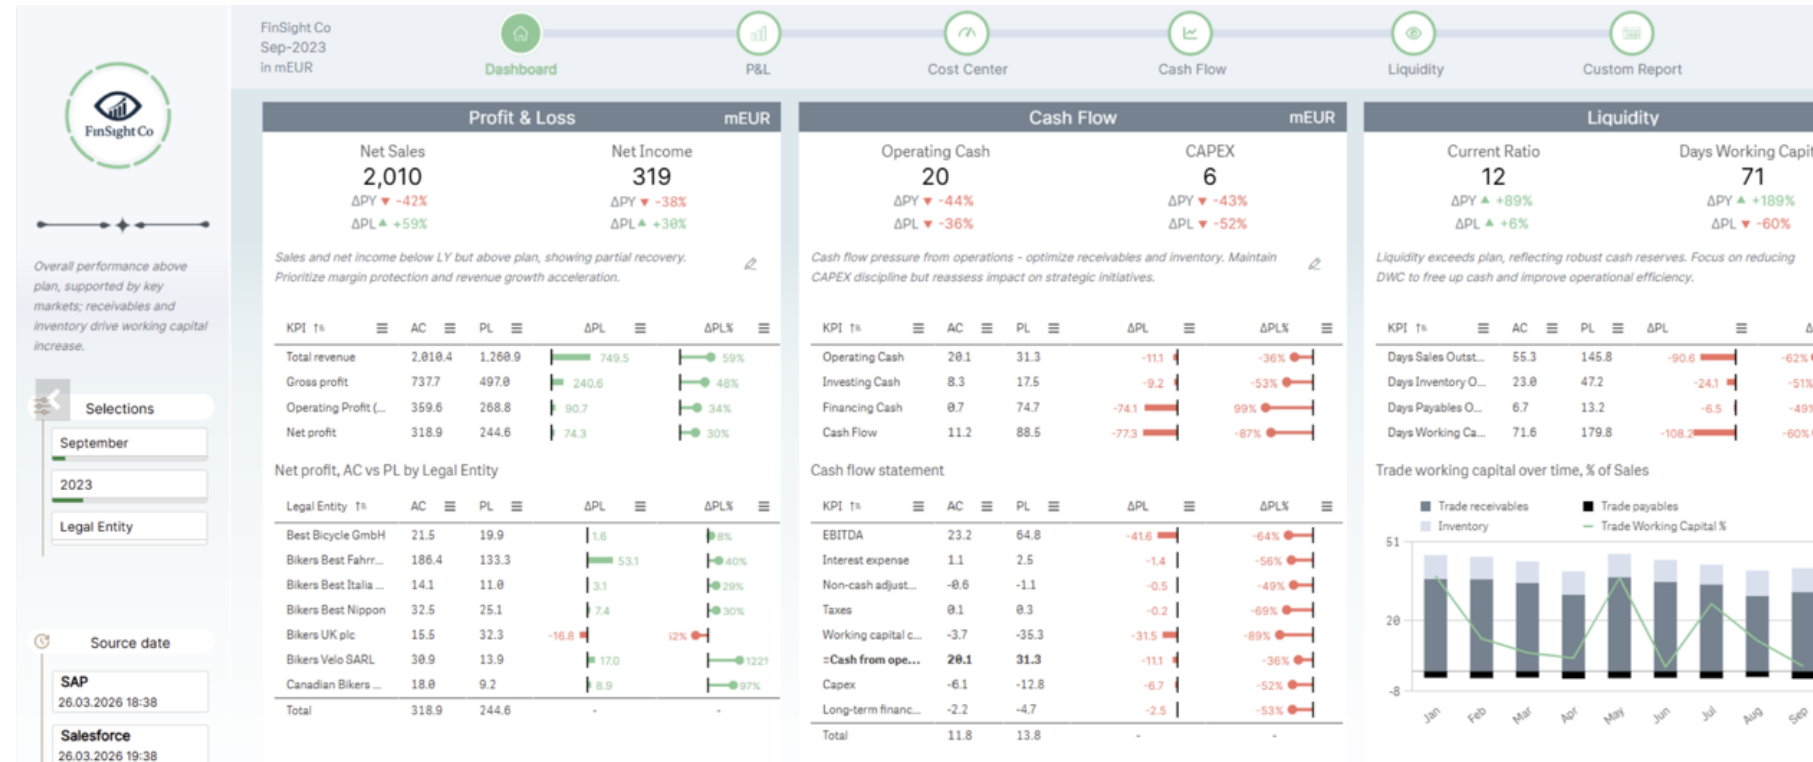 FinSight Co
Sep-2023
in mEUR
Dashboard
P&L
Cost Center
Cash Flow
Liquidity
Custom Report
FinSight Co
Overall performance above
plan, supported by key
markets; receivables and
inventory drive working capital
increase.
Selections
September
2023
Legal Entity
Source date
SAP
26.03.2026 18:38
Salesforce
26.03.2026 19:38
Profit & Loss mEUR
Net Sales Net Income
2,010 319
ΔPY ▼ -42% ΔPY ▼ -38%
ΔPL ▲ +59% ΔPL ▲ +30%
Sales and net income below LY but above plan, showing partial recovery.
Prioritize margin protection and revenue growth acceleration.
KPI AC PL ΔPL ΔPL%
Total revenue 2,010.4 1,260.9 749.5 59%
Gross profit 737.7 497.0 240.6 48%
Operating Profit (... 359.6 268.8 90.7 34%
Net profit 318.9 244.6 74.3 30%
Net profit, AC vs PL by Legal Entity
Legal Entity AC PL ΔPL ΔPL%
Best Bicycle GmbH 21.5 19.9 1.6 8%
Bikers Best Fahrr... 186.4 133.3 53.1 40%
Bikers Best Italia ... 14.1 11.0 3.1 29%
Bikers Best Nippon 32.5 25.1 7.4 30%
Bikers UK plc 15.5 32.3 -16.8 52%
Bikers Velo SARL 30.9 13.9 17.0
Canadian Bikers ... 18.0 9.2 8.9 97%
Total 318.9 244.6 - -
Cash Flow mEUR
Operating Cash CAPEX
20 6
ΔPY ▼ -44% ΔPY ▼ -43%
ΔPL ▼ -36% ΔPL ▼ -52%
Cash flow pressure from operations - optimize receivables and inventory. Maintain
CAPEX discipline but reassess impact on strategic initiatives.
KPI AC PL ΔPL ΔPL%
Operating Cash 20.1 31.3 -11.1 -36%
Investing Cash 8.3 17.5 -9.2 -53%
Financing Cash 0.7 74.7 -74.1 99%
Cash Flow 11.2 88.5 -77.3 -87%
Cash flow statement
KPI AC PL ΔPL ΔPL%
EBITDA 23.2 64.8 -41.6 -64%
Interest expense 1.1 2.5 -1.4 -56%
Non-cash adjust... -0.6 -1.1 -0.5 -49%
Taxes 0.1 0.3 -0.2 -69%
Working capital c... -3.7 -35.3 -31.5 -89%
=Cash from ope... 20.1 31.3 -11.1 -36%
Capex -6.1 -12.8 -6.7 -52%
Long-term financ... -2.2 -4.7 -2.5 -53%
Total 11.8 13.8 - -
Liquidity
Current Ratio Days Working Capit
12 71
ΔPY ▲ +89% ΔPY ▲ +189%
ΔPL ▲ +6% ΔPL ▼ -60%
Liquidity exceeds plan, reflecting robust cash reserves. Focus on reducing
DWC to free up cash and improve operational efficiency.
KPI AC PL ΔPL Δ
Days Sales Outst... 55.3 145.8 -90.6 -62%
Days Inventory O... 23.0 47.2 -24.1 -51%
Days Payables O... 6.7 13.2 -6.5 -49%
Days Working Ca... 71.6 179.8 -108.2 -60%
Trade working capital over time, % of Sales
Trade receivables Trade payables
Inventory Trade Working Capital %
51
20
-8
Jan Feb Mar Apr May Jun Jul Aug Sep